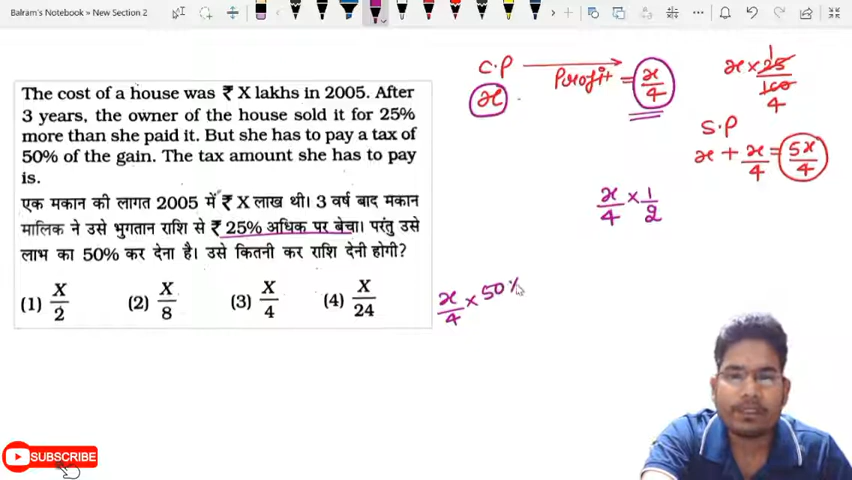 Balram's Notebook » New Section 2
The cost of a house was ₹ X lakhs in 2005. After
3 years, the owner of the house sold it for 25%
more than she paid it. But she has to pay a tax of
50% of the gain. The tax amount she has to pay
is.
एक मकान की लागत 2005 में ₹ X लाख थी। 3 वर्ष बाद मकान
मालिक ने उसे भुगतान राशि से ₹ 25% अधिक पर बेचा। परंतु उसे
लाभ का 50% कर देना है। उसे कितनी कर राशि देनी होगी?
(1) X/2 (2) X/8 (3) X/4 (4) X/24
C.P Profit = x/4
x
x × 25/100
1
4
S.P
x + x/4 = 5x/4
x/4 × 1/2
x/4 × 50%
SUBSCRIBE